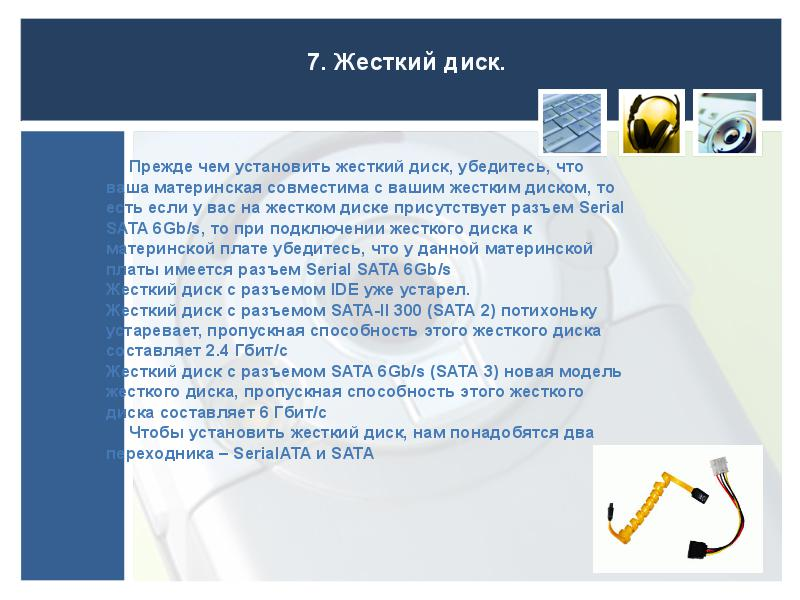 7. Жесткий диск.
Прежде чем установить жесткий диск, убедитесь, что
ваша материнская совместима с вашим жестким диском, то
есть если у вас на жестком диске присутствует разъем Serial
SATA 6Gb/s, то при подключении жесткого диска к
материнской плате убедитесь, что у данной материнской
платы имеется разъем Serial SATA 6Gb/s
Жесткий диск с разъемом IDE уже устарел.
Жесткий диск с разъемом SATA-II 300 (SATA 2) потихоньку
устаревает, пропускная способность этого жесткого диска
составляет 2.4 Гбит/с
Жесткий диск с разъемом SATA 6Gb/s (SATA 3) новая модель
жесткого диска, пропускная способность этого жесткого
диска составляет 6 Гбит/с
Чтобы установить жесткий диск, нам понадобятся два
переходника – SerialATA и SATA